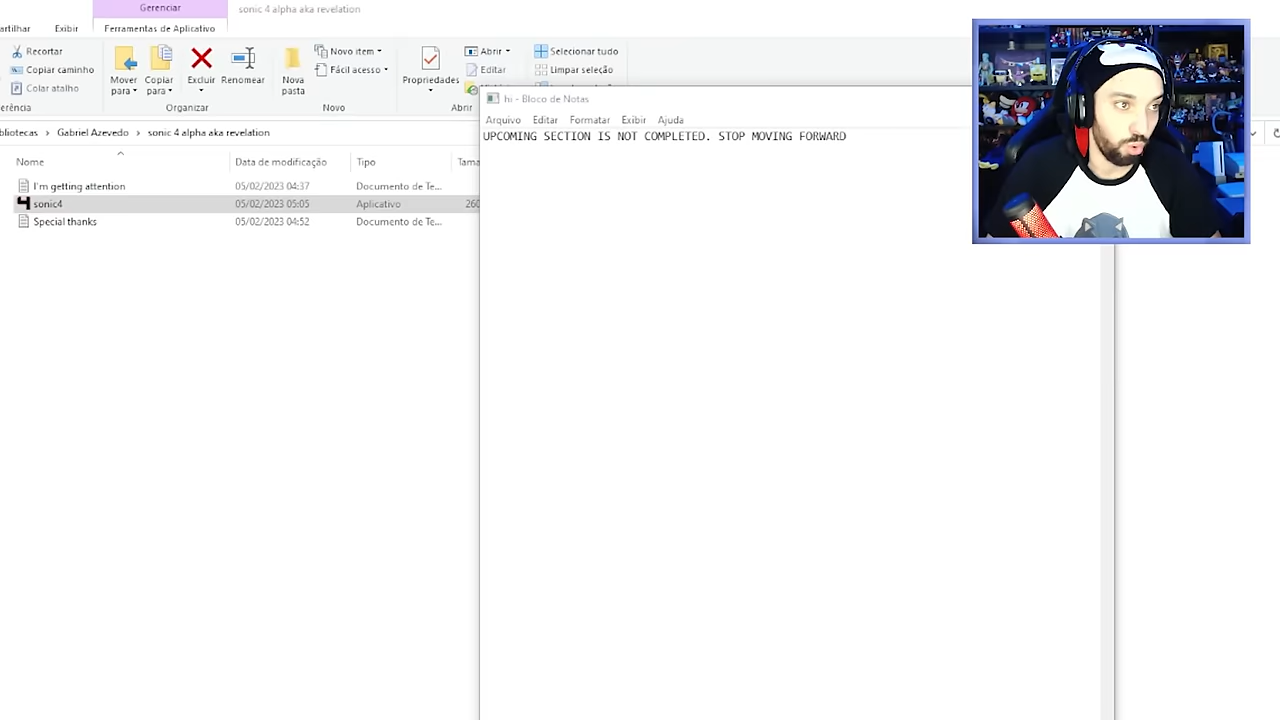 Gerenciar
sonic 4 alpha aka revelation
artilhar
Exibir
Ferramentas de Aplicativo
Recortar
Copiar caminho
Colar atalho
Mover para
Copiar para
Excluir
Renomear
Nova pasta
Novo item
Fácil acesso
Propriedades
Abrir
Editar
Selecionar tudo
Limpar seleção
erência
Organizar
Novo
Abrir
bliotecas > Gabriel Azevedo > sonic 4 alpha aka revelation
Nome Data de modificação Tipo Tama
I'm getting attention 05/02/2023 04:37 Documento de Te...
sonic4 05/02/2023 05:05 Aplicativo 260
Special thanks 05/02/2023 04:52 Documento de Te...
hi - Bloco de Notas
Arquivo Editar Formatar Exibir Ajuda
UPCOMING SECTION IS NOT COMPLETED. STOP MOVING FORWARD